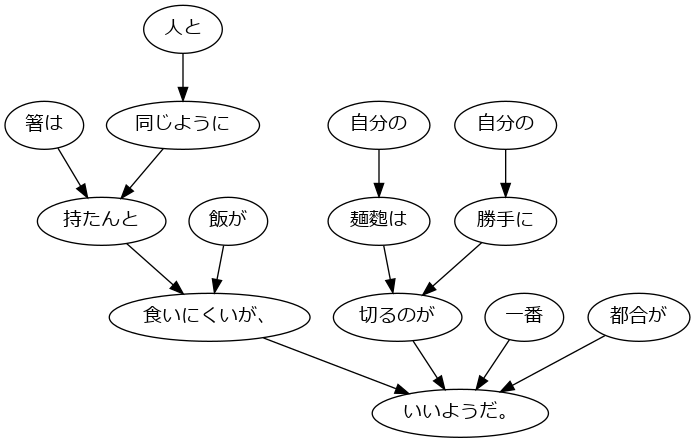 人と
箸は 同じように 自分の 自分の
持たんと 飯が 麺麭は 勝手に
食いにくいが、 切るのが 一番 都合が
いいようだ。